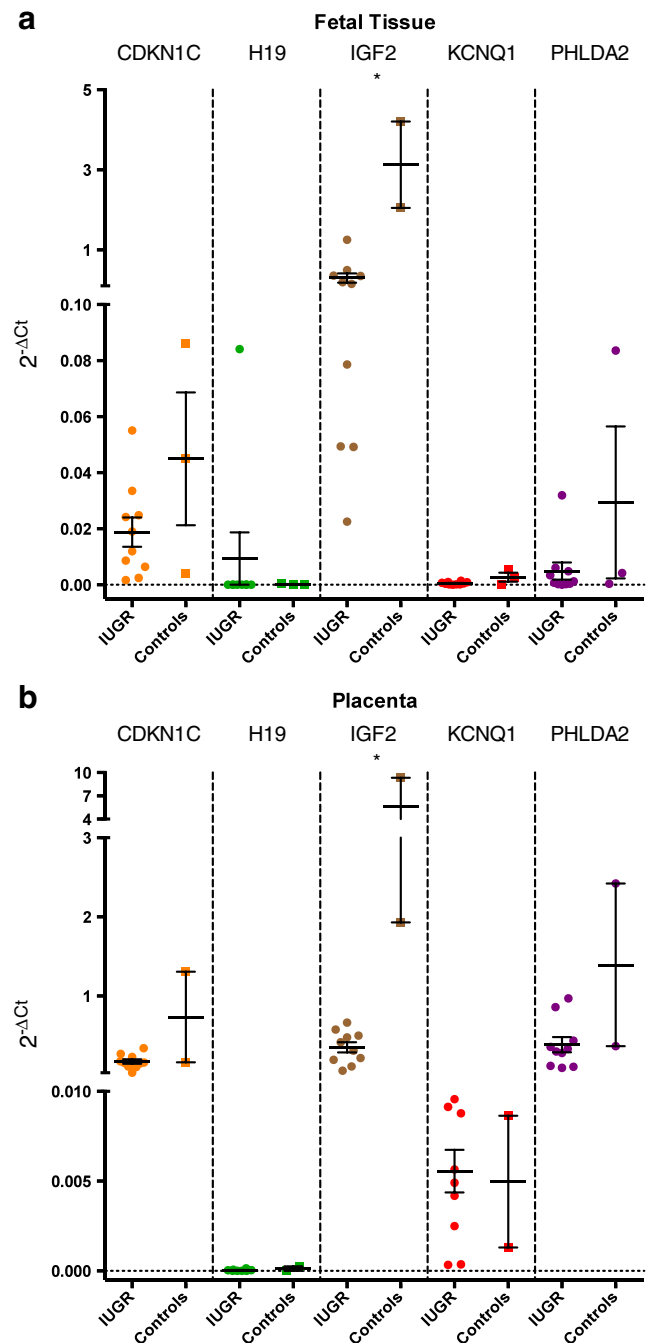 a
Fetal Tissue
CDKN1C H19 IGF2 KCNQ1 PHLDA2
*
5
3
1
0.10
0.08
0.06
0.04
0.02
0.00
2-ΔCt
IUGR Controls IUGR Controls IUGR Controls IUGR Controls IUGR Controls
b
Placenta
CDKN1C H19 IGF2 KCNQ1 PHLDA2
*
10
7
4
3
2
1
0.010
0.005
0.000
2-ΔCt
IUGR Controls IUGR Controls IUGR Controls IUGR Controls IUGR Controls